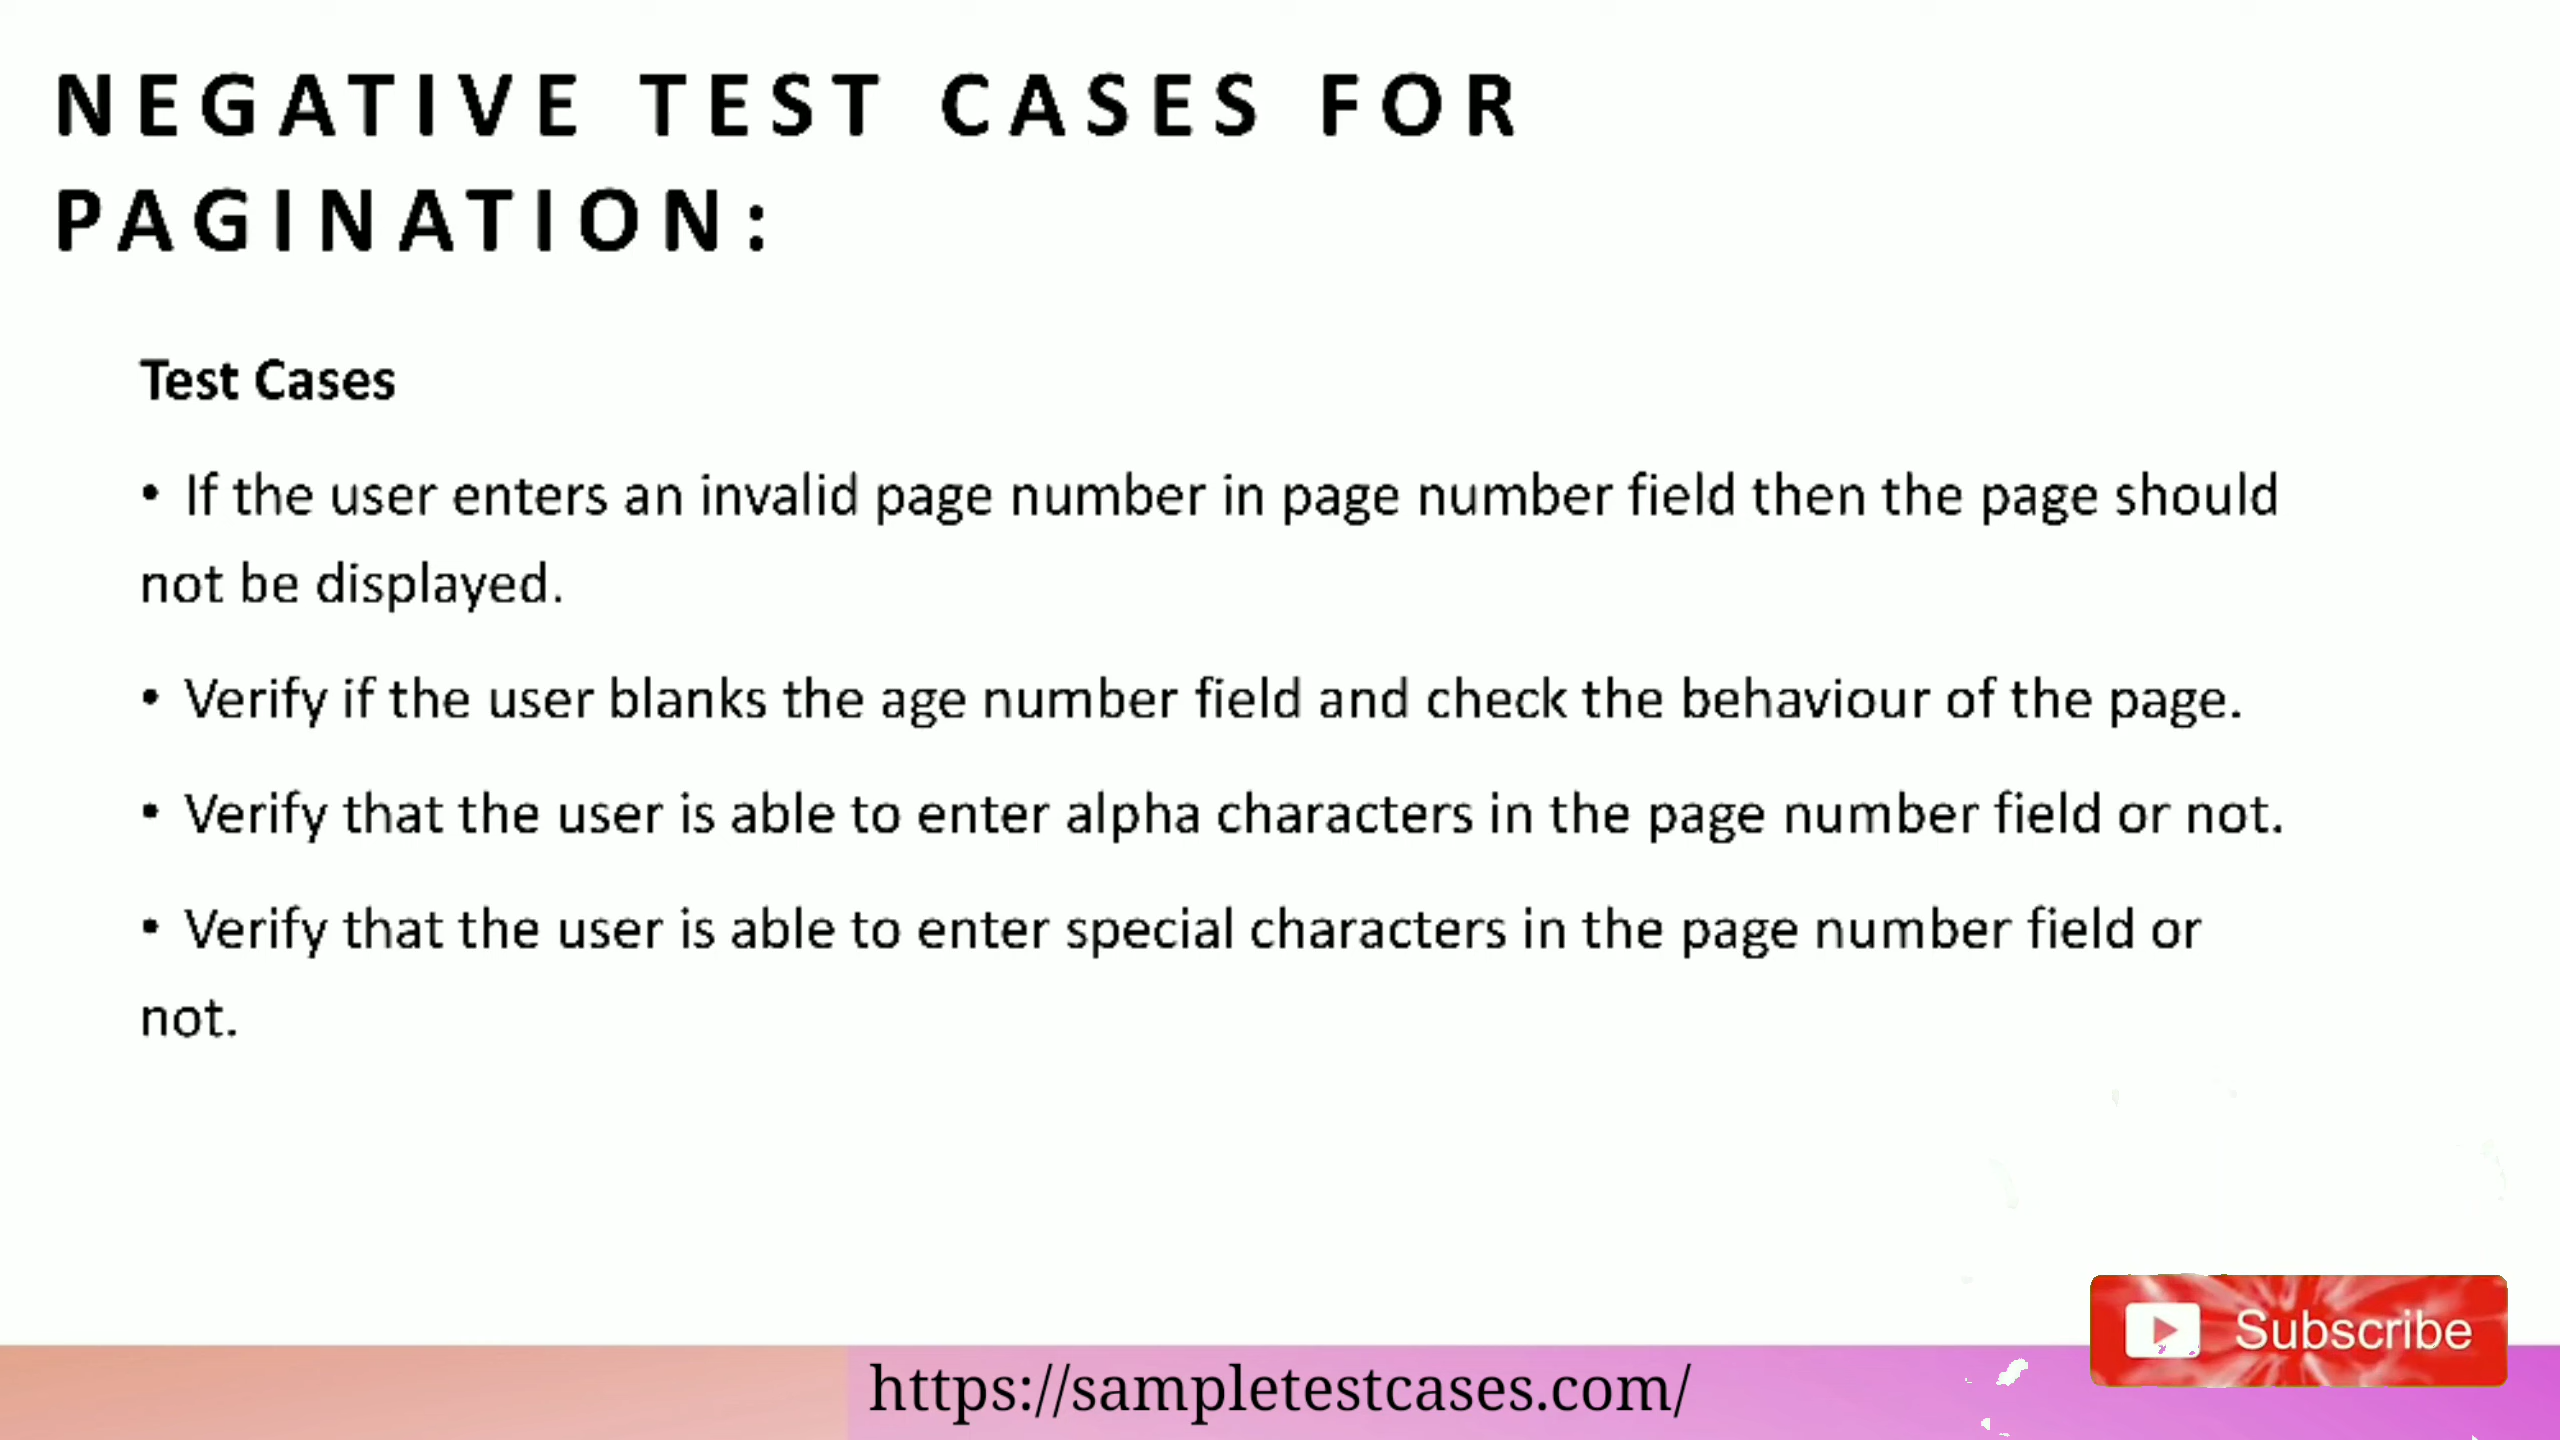 NEGATIVE TEST CASES FOR
PAGINATION:
Test Cases
• If the user enters an invalid page number in page number field then the page should
not be displayed.
• Verify if the user blanks the age number field and check the behaviour of the page.
• Verify that the user is able to enter alpha characters in the page number field or not.
• Verify that the user is able to enter special characters in the page number field or
not.
Subscribe
https://sampletestcases.com/